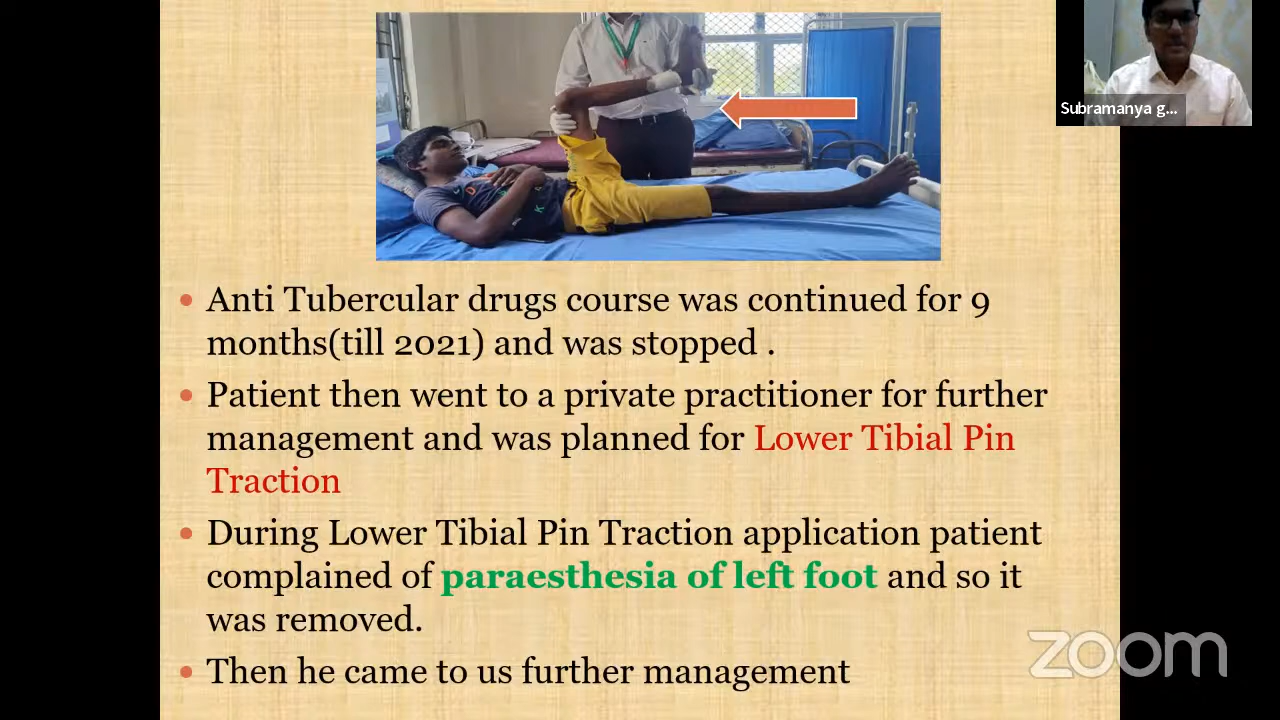 Subramanya g...
• Anti Tubercular drugs course was continued for 9
months(till 2021) and was stopped .
• Patient then went to a private practitioner for further
management and was planned for Lower Tibial Pin
Traction
• During Lower Tibial Pin Traction application patient
complained of paraesthesia of left foot and so it
was removed.
• Then he came to us further management
zoom